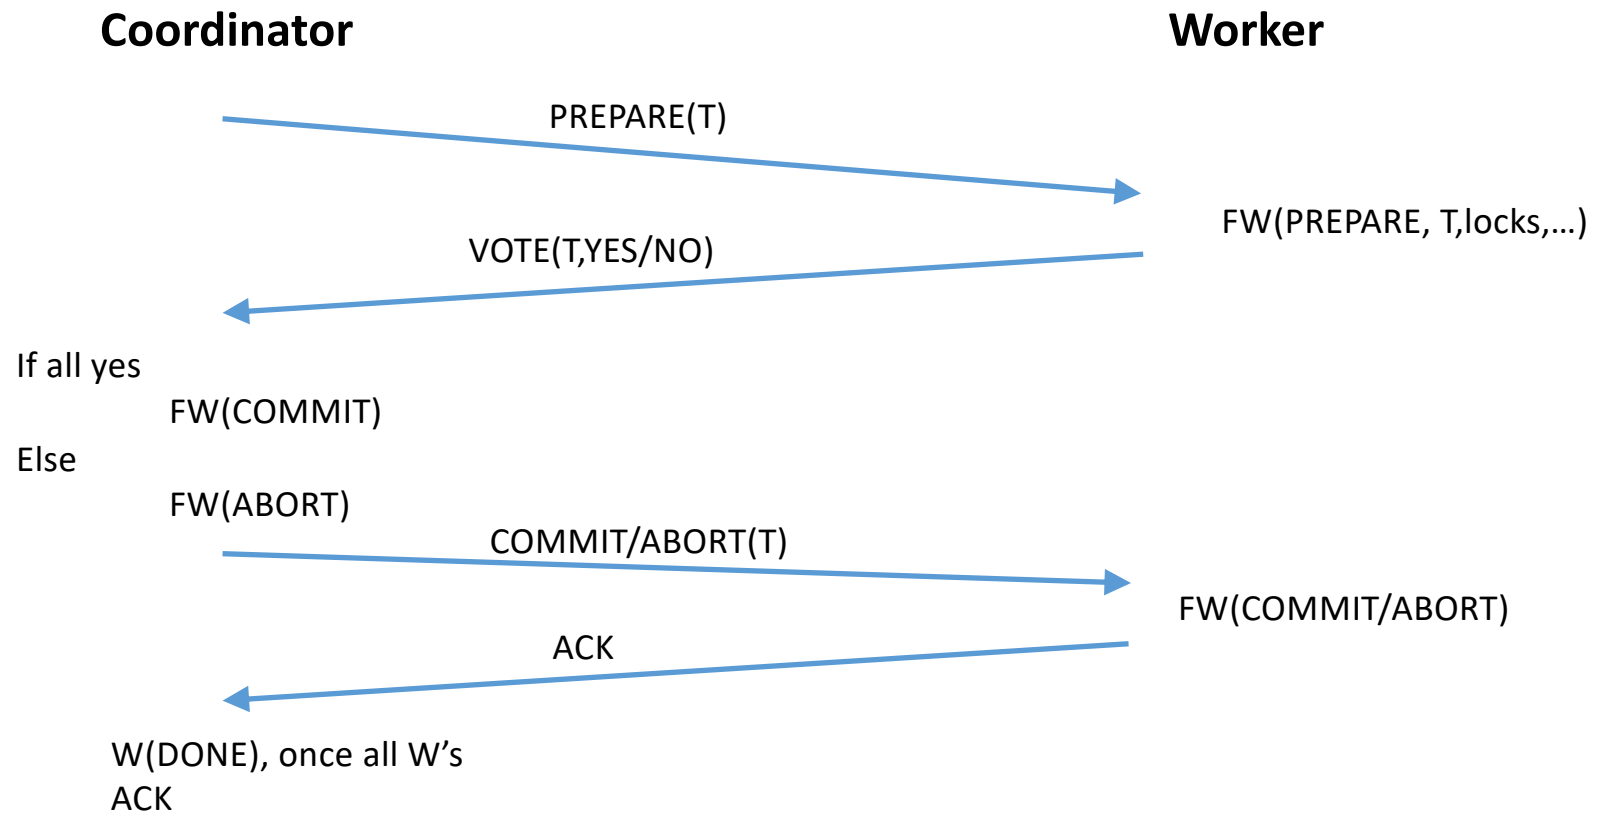 Coordinator
Worker
PREPARE(T)
FW(PREPARE, T,locks,…)
VOTE(T,YES/NO)
If all yes
FW(COMMIT)
Else
FW(ABORT)
COMMIT/ABORT(T)
FW(COMMIT/ABORT)
ACK
W(DONE), once all W’s
ACK